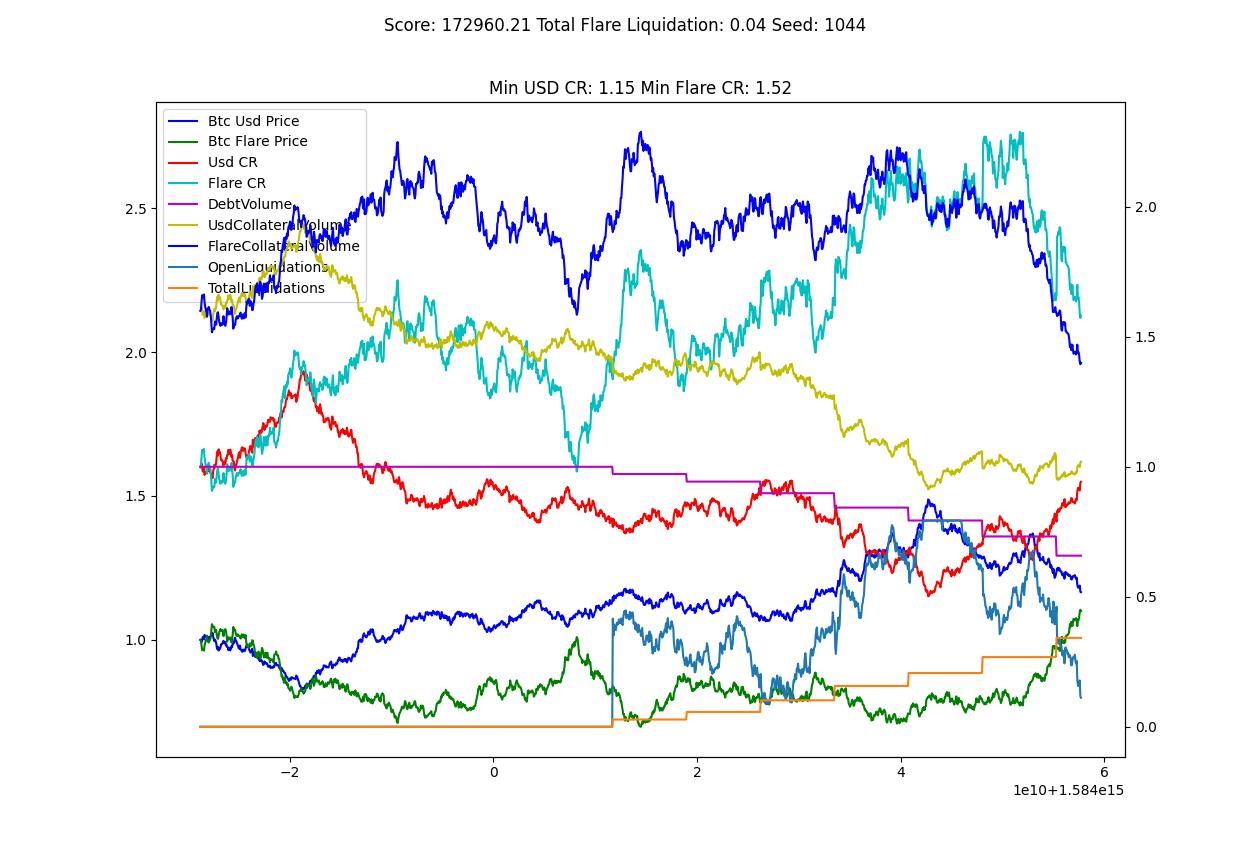 Score: 172960.21 Total Flare Liquidation: 0.04 Seed: 1044
Min USD CR: 1.15 Min Flare CR: 1.52
Btc Usd Price
Btc Flare Price
Usd CR
Flare CR
DebtVolume
UsdCollateralVolume
FlareCollateralVolume
OpenLiquidations
TotalLiquidations
2.5
2.0
1.5
1.0
2.0
1.5
1.0
0.5
0.0
−2
0
2
4
6
1e10+1.584e15